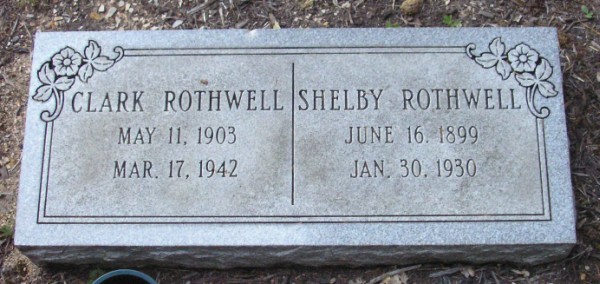 CLARK ROTHWELL
MAY 11, 1903
MAR. 17, 1942
SHELBY ROTHWELL
JUNE 16, 1899
JAN. 30, 1930